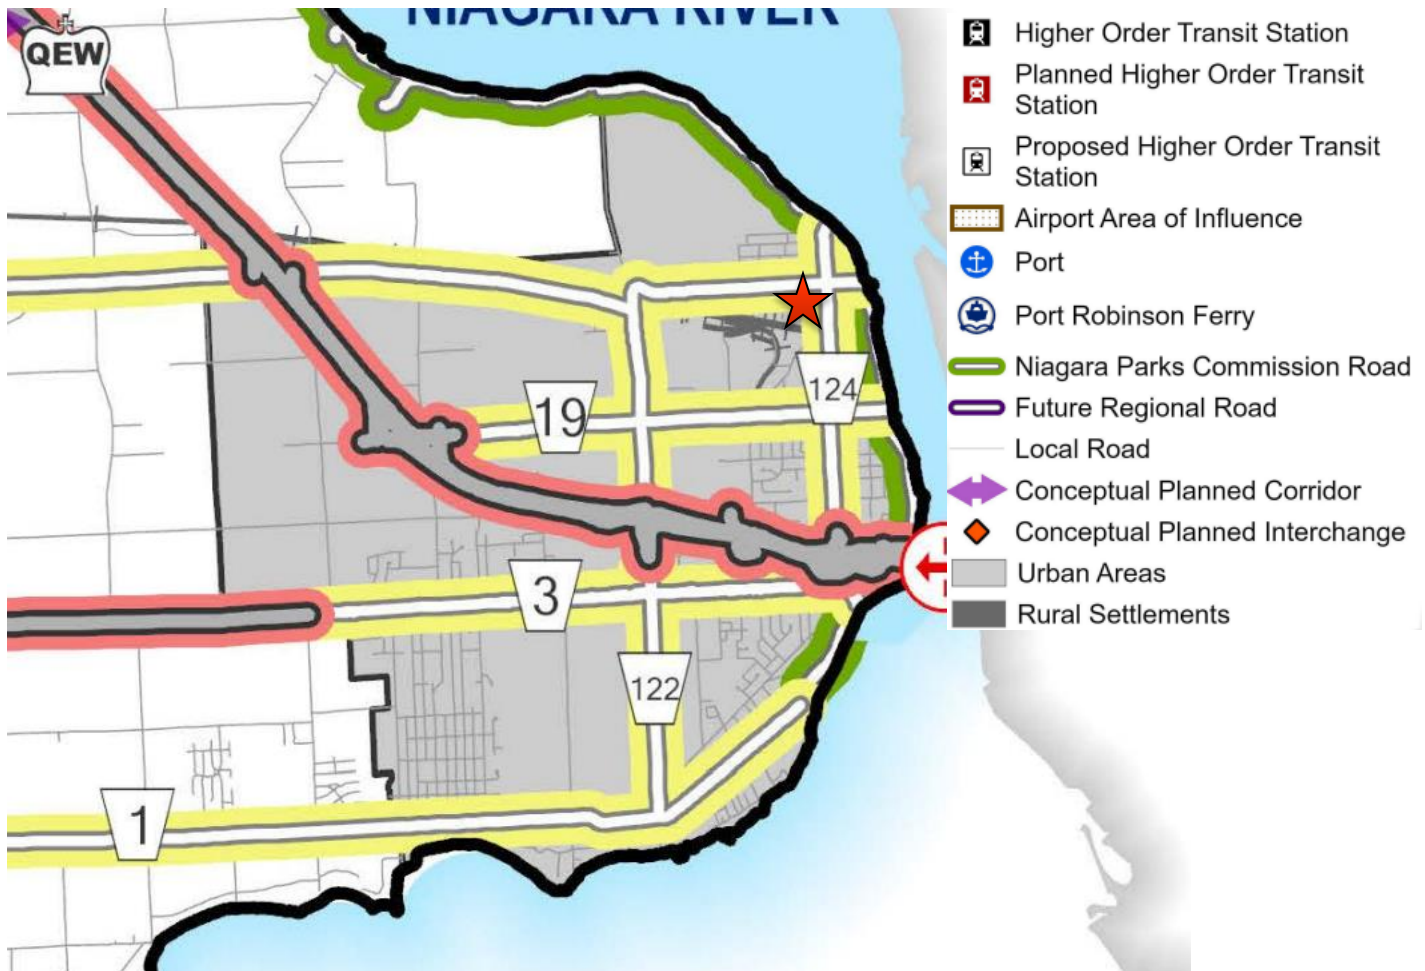 NIAGARA RIVER
QEW
19
124
3
122
1
Higher Order Transit Station
Planned Higher Order Transit
Station
Proposed Higher Order Transit
Station
Airport Area of Influence
Port
Port Robinson Ferry
Niagara Parks Commission Road
Future Regional Road
Local Road
Conceptual Planned Corridor
Conceptual Planned Interchange
Urban Areas
Rural Settlements